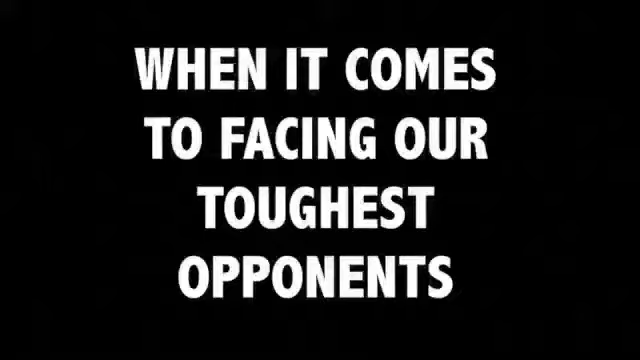 WHEN IT COMES
TO FACING OUR
TOUGHEST
OPPONENTS